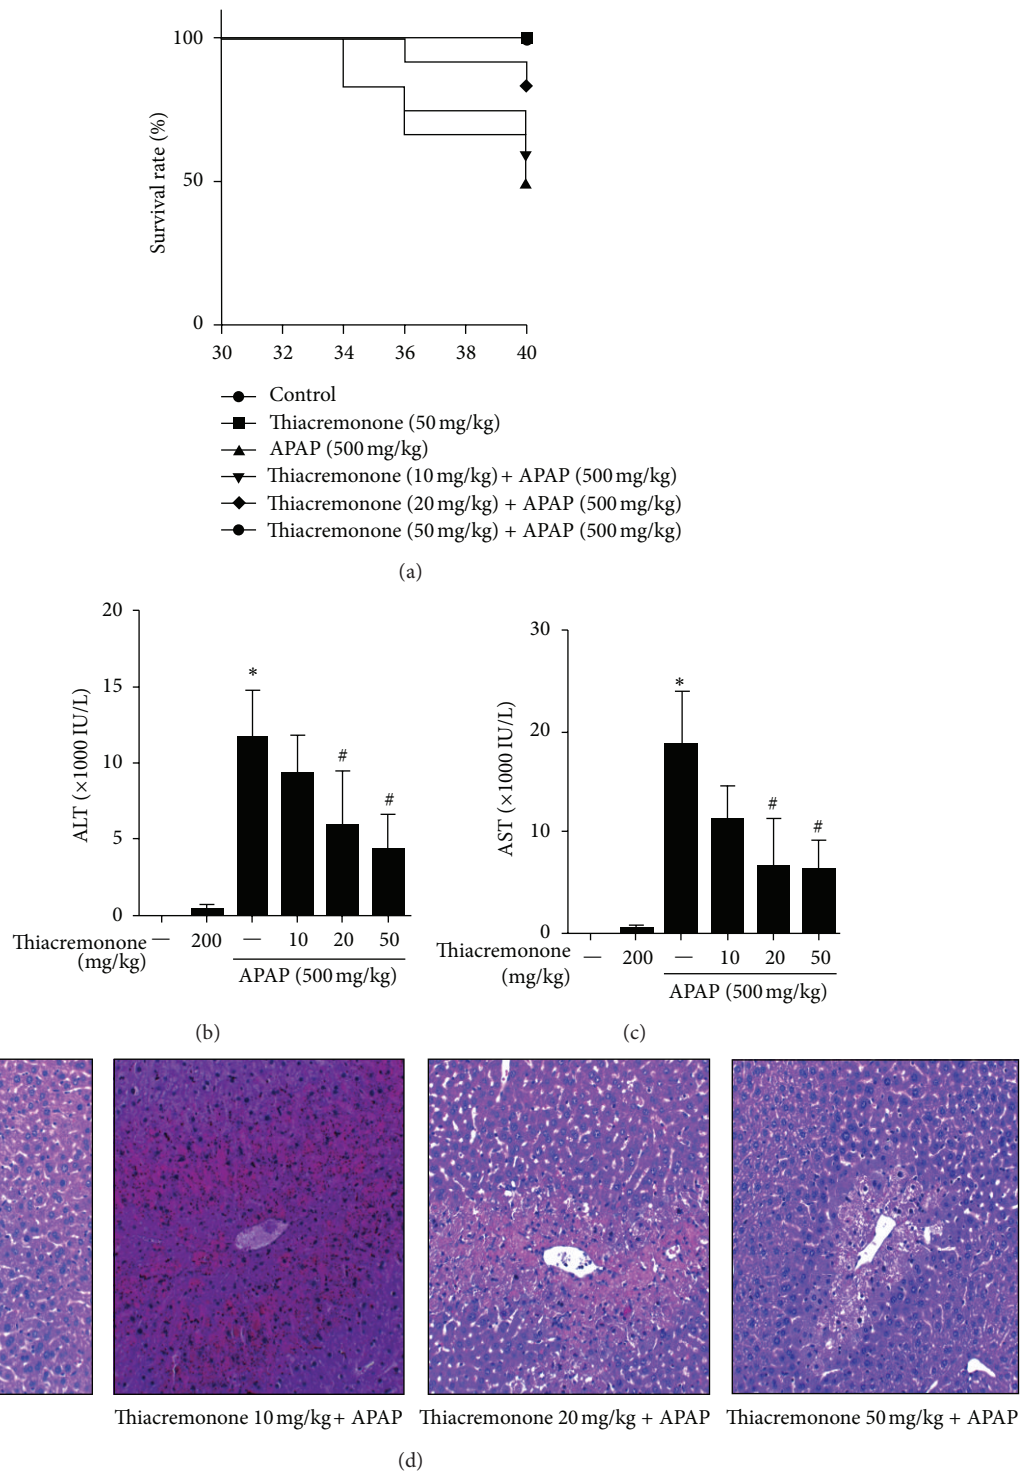 100
50
0
Survival rate (%)
30 32 34 36 38 40
Control
Thiacremonone (50 mg/kg)
APAP (500 mg/kg)
Thiacremonone (10 mg/kg) + APAP (500 mg/kg)
Thiacremonone (20 mg/kg) + APAP (500 mg/kg)
Thiacremonone (50 mg/kg) + APAP (500 mg/kg)
(a)
20
15
10
5
0
ALT (×1000 IU/L)
*
#
#
Thiacremonone — 200 — 10 20 50
(mg/kg)
APAP (500 mg/kg)
(b)
30
20
10
0
AST (×1000 IU/L)
*
#
#
Thiacremonone — 200 — 10 20 50
(mg/kg)
APAP (500 mg/kg)
(c)
Thiacremonone 10 mg/kg + APAP
Thiacremonone 20 mg/kg + APAP
Thiacremonone 50 mg/kg + APAP
(d)